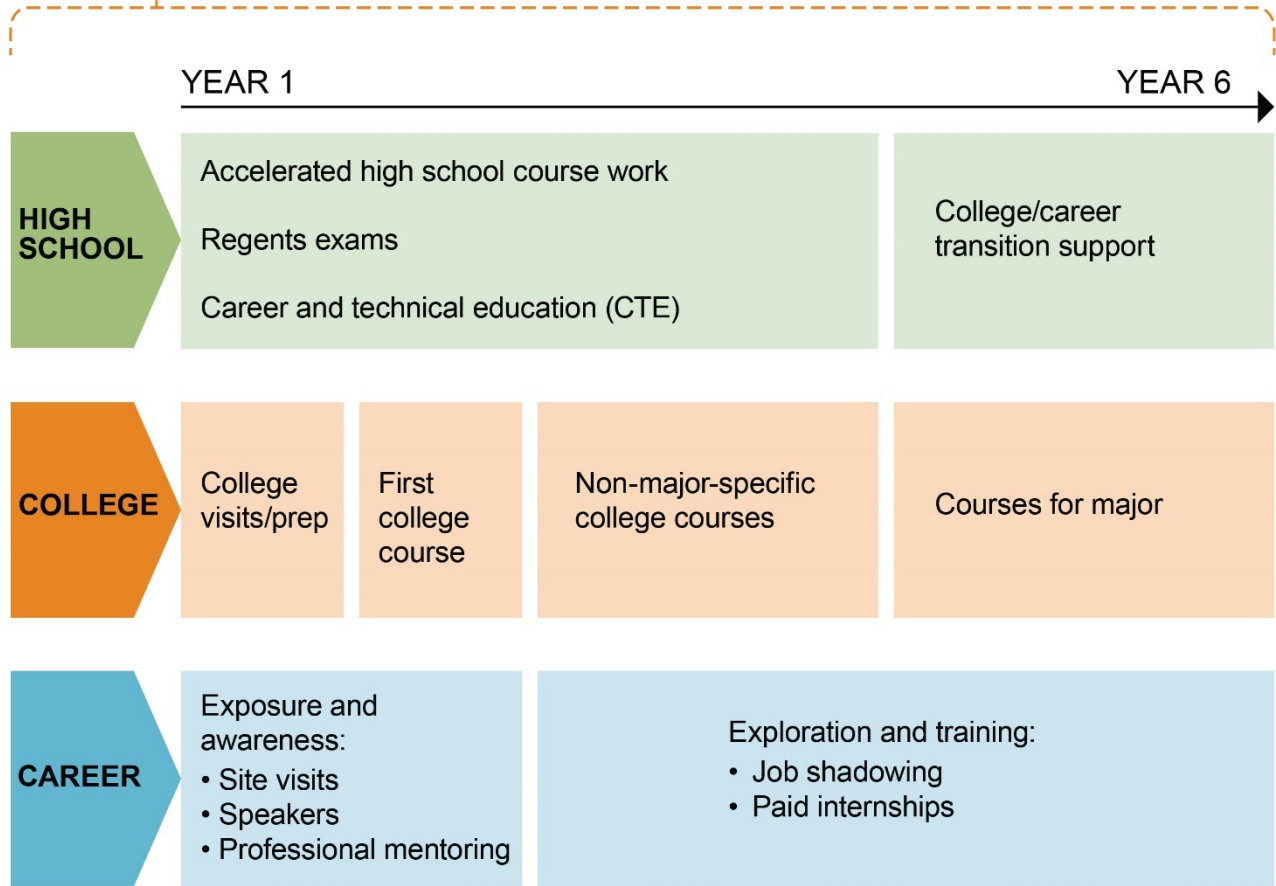 YEAR 1
YEAR 6
HIGH
SCHOOL
Accelerated high school course work
Regents exams
Career and technical education (CTE)
College/career
transition support
COLLEGE
College
visits/prep
First
college
course
Non-major-specific
college courses
Courses for major
CAREER
Exposure and
awareness:
• Site visits
• Speakers
• Professional mentoring
Exploration and training:
• Job shadowing
• Paid internships